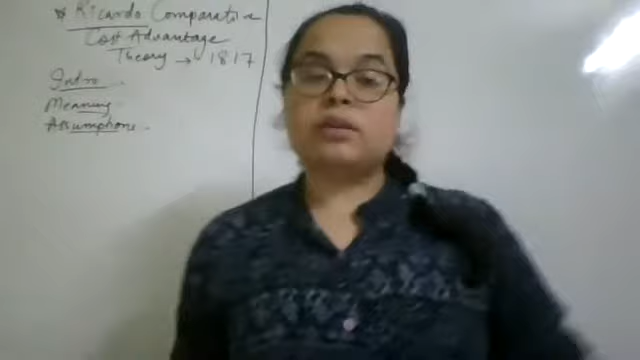 * Ricardo Comparative
Cost Advantage
Theory → 1817
Intro
Meaning
Assumptions